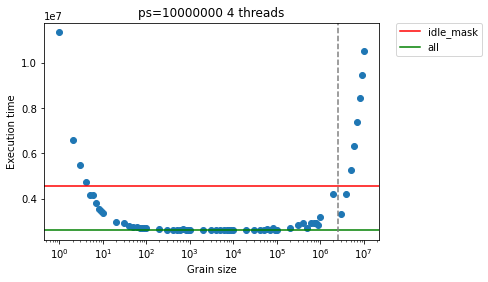 ps=10000000 4 threads
1e7
idle_mask
all
Execution time
1.0
0.8
0.6
0.4
10⁰ 10¹ 10² 10³ 10⁴ 10⁵ 10⁶ 10⁷
Grain size